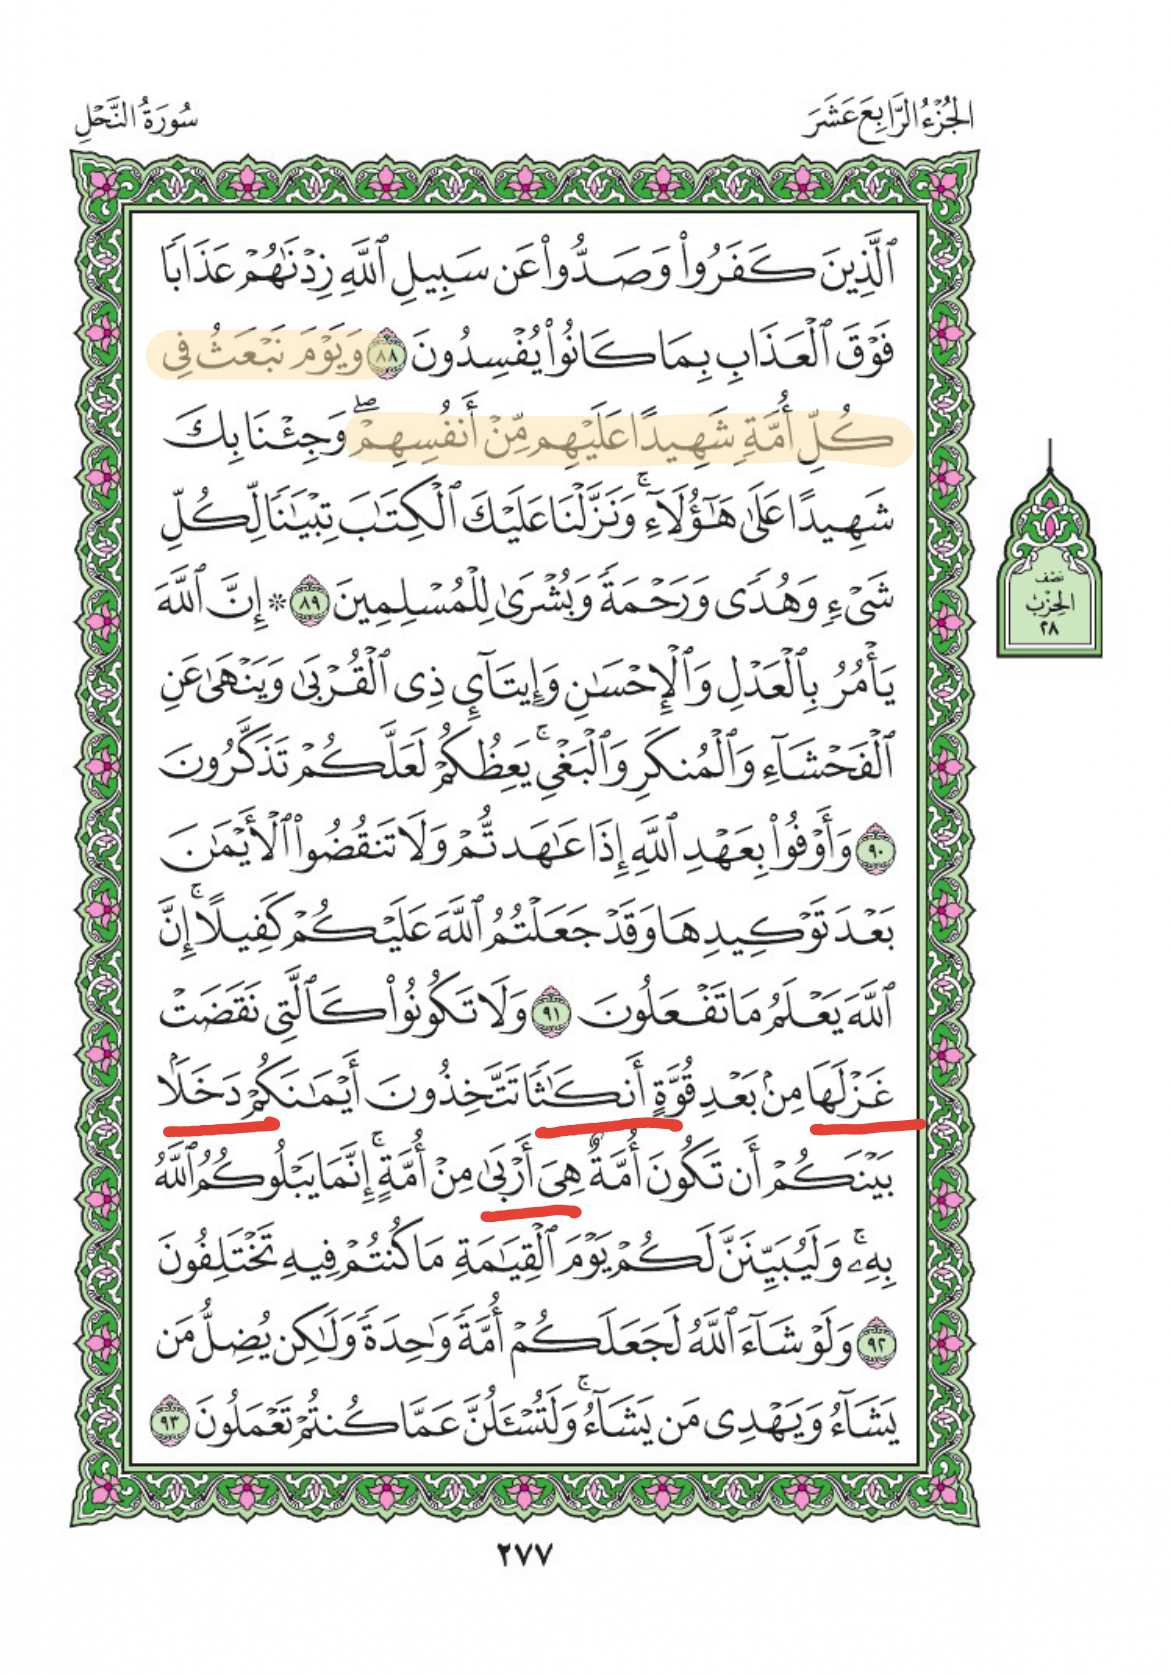 الجُزْءُ الرَّابِعَ عَشَرَ
سُورَةُ النَّحْلِ
ٱلَّذِينَ كَفَرُوا۟ وَصَدُّوا۟ عَن سَبِيلِ ٱللَّهِ زِدْنَـٰهُمْ عَذَابًا
فَوْقَ ٱلْعَذَابِ بِمَا كَانُوا۟ يُفْسِدُونَ ٨٨ وَيَوْمَ نَبْعَثُ فِى
كُلِّ أُمَّةٍ شَهِيدًا عَلَيْهِم مِّنْ أَنفُسِهِمْ ۖ وَجِئْنَا بِكَ
شَهِيدًا عَلَىٰ هَـٰٓؤُلَآءِ ۚ وَنَزَّلْنَا عَلَيْكَ ٱلْكِتَـٰبَ تِبْيَـٰنًا لِّكُلِّ
شَىْءٍ وَهُدًى وَرَحْمَةً وَبُشْرَىٰ لِلْمُسْلِمِينَ ٨٩ ۞ إِنَّ ٱللَّهَ
يَأْمُرُ بِٱلْعَدْلِ وَٱلْإِحْسَـٰنِ وَإِيتَآئِ ذِى ٱلْقُرْبَىٰ وَيَنْهَىٰ عَنِ
ٱلْفَحْشَآءِ وَٱلْمُنكَرِ وَٱلْبَغْىِ ۚ يَعِظُكُمْ لَعَلَّكُمْ تَذَكَّرُونَ
٩٠ وَأَوْفُوا۟ بِعَهْدِ ٱللَّهِ إِذَا عَـٰهَدتُّمْ وَلَا تَنقُضُوا۟ ٱلْأَيْمَـٰنَ
بَعْدَ تَوْكِيدِهَا وَقَدْ جَعَلْتُمُ ٱللَّهَ عَلَيْكُمْ كَفِيلًا ۚ إِنَّ
ٱللَّهَ يَعْلَمُ مَا تَفْعَلُونَ ٩١ وَلَا تَكُونُوا۟ كَٱلَّتِى نَقَضَتْ
غَزْلَهَا مِنۢ بَعْدِ قُوَّةٍ أَنكَـٰثًا تَتَّخِذُونَ أَيْمَـٰنَكُمْ دَخَلًۢا
بَيْنَكُمْ أَن تَكُونَ أُمَّةٌ هِىَ أَرْبَىٰ مِنْ أُمَّةٍ ۚ إِنَّمَا يَبْلُوكُمُ ٱللَّهُ
بِهِۦ ۚ وَلَيُبَيِّنَنَّ لَكُمْ يَوْمَ ٱلْقِيَـٰمَةِ مَا كُنتُمْ فِيهِ تَخْتَلِفُونَ
٩٢ وَلَوْ شَآءَ ٱللَّهُ لَجَعَلَكُمْ أُمَّةً وَٰحِدَةً وَلَـٰكِن يُضِلُّ مَن
يَشَآءُ وَيَهْدِى مَن يَشَآءُ ۚ وَلَتُسْـَٔلُنَّ عَمَّا كُنتُمْ تَعْمَلُونَ ٩٣
نصف
الحزب
٢٨
٢٧٧